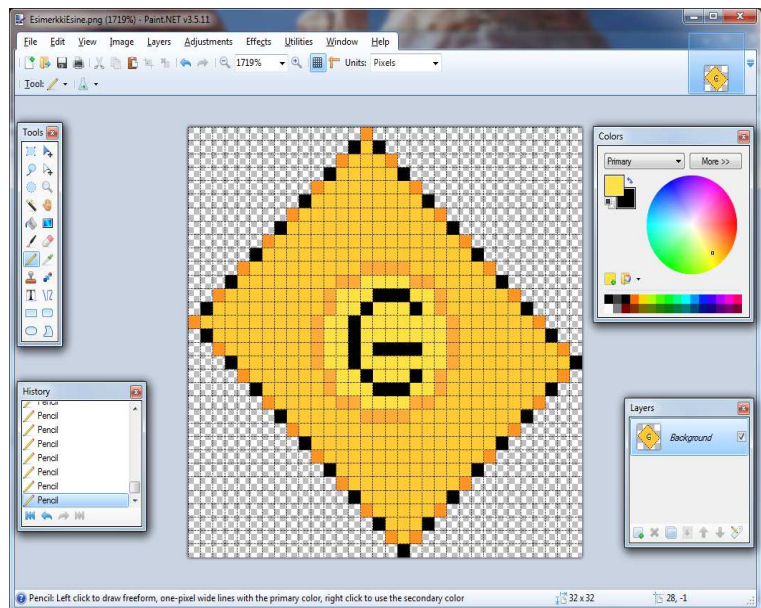 EsimerkkiEsine.png (1719%) - Paint.NET v3.5.11
File Edit View Image Layers Adjustments Effects Utilities Window Help
1719% Units: Pixels
Tool:
Tools
Colors
Primary More >>
History
Pencil
Pencil
Pencil
Pencil
Pencil
Pencil
Pencil
Layers
Background
Pencil: Left click to draw freeform, one-pixel wide lines with the primary color, right click to use the secondary color 32 x 32 28, -1